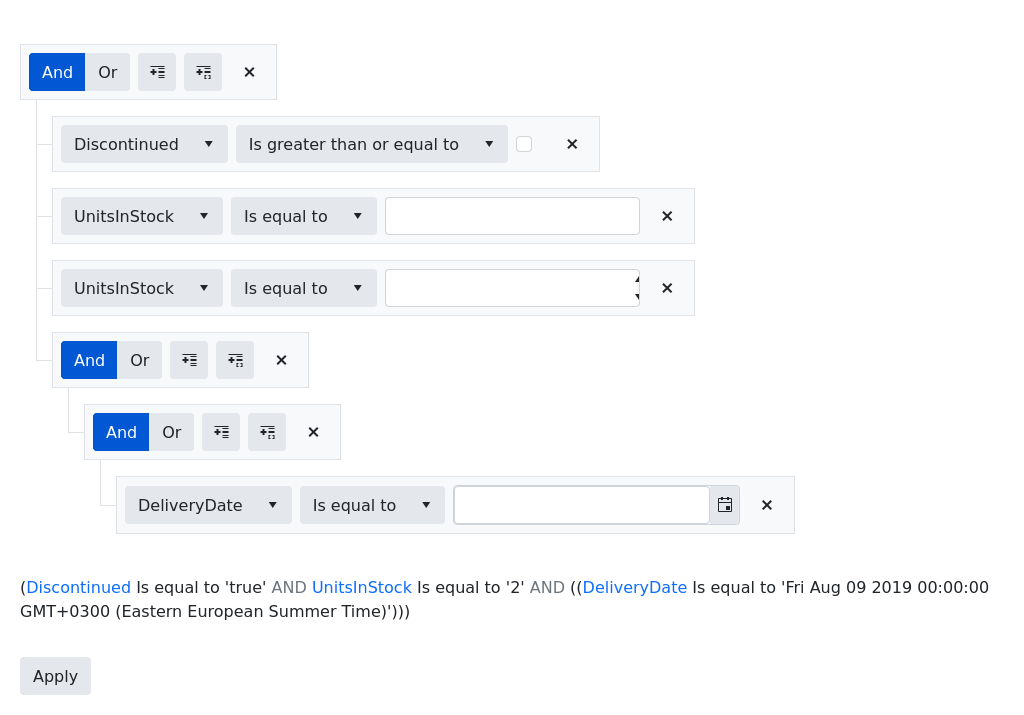 And Or
Discontinued Is greater than or equal to
UnitsInStock Is equal to
UnitsInStock Is equal to
And Or
And Or
DeliveryDate Is equal to
(Discontinued Is equal to 'true' AND UnitsInStock Is equal to '2' AND ((DeliveryDate Is equal to 'Fri Aug 09 2019 00:00:00
GMT+0300 (Eastern European Summer Time)')))
Apply